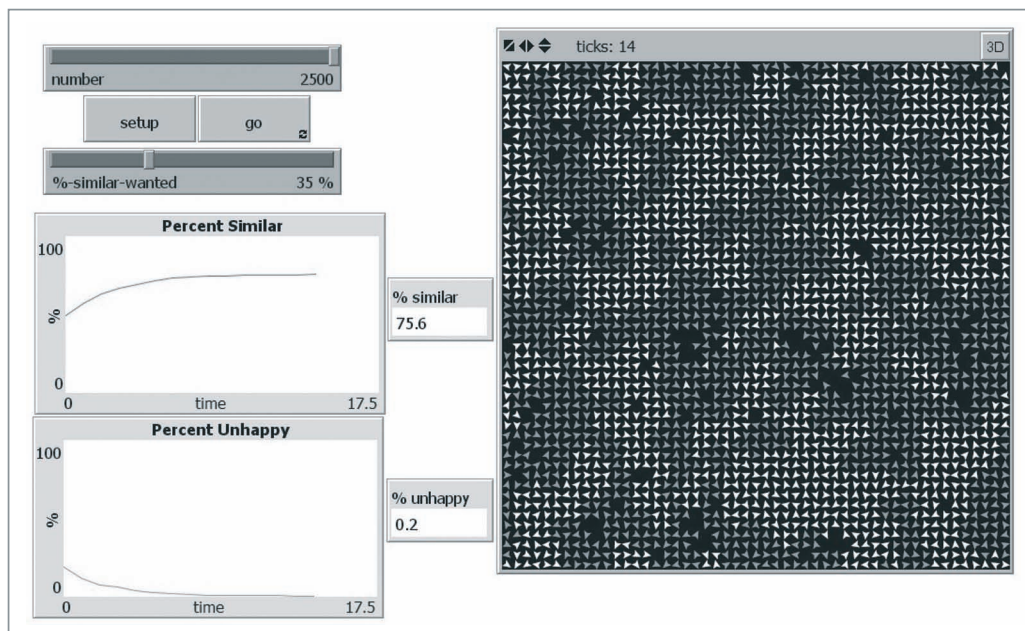 number 2500
setup
go
%-similar-wanted 35 %
Percent Similar
100
%
0
0 time 17.5
% similar
75.6
Percent Unhappy
100
%
0
0 time 17.5
% unhappy
0.2
ticks: 14
3D